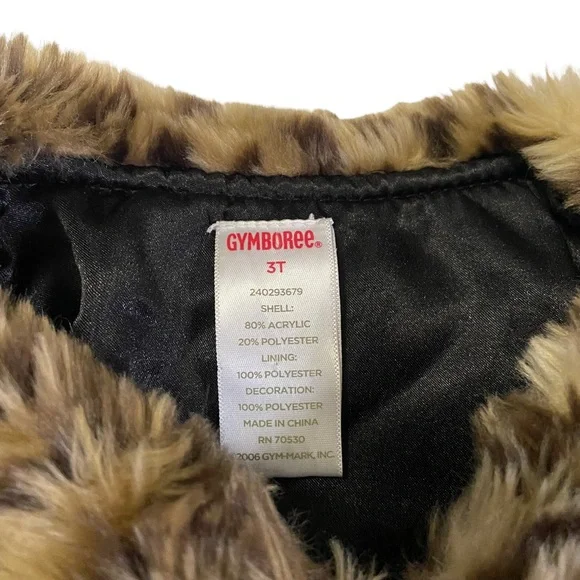 GYMBOREE®
3T
240293679
SHELL:
80% ACRYLIC
20% POLYESTER
LINING:
100% POLYESTER
DECORATION:
100% POLYESTER
MADE IN CHINA
RN 70530
©2006 GYM-MARK, INC.